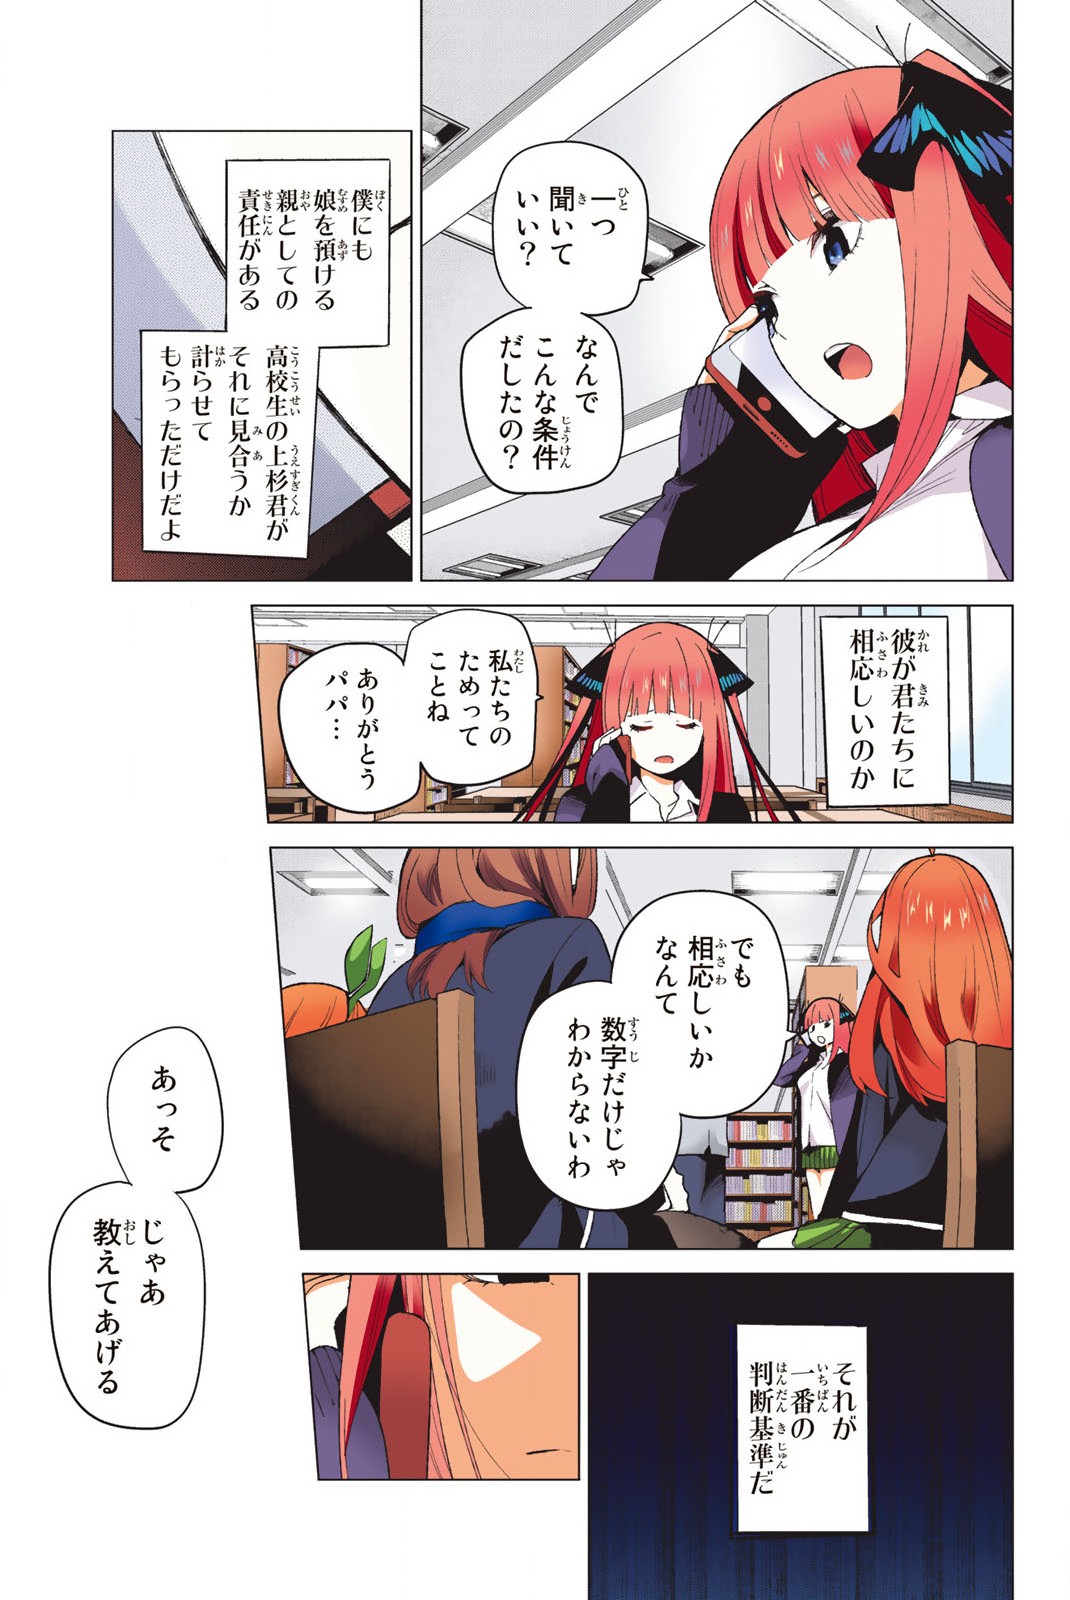 一つ
聞いて
いい？
なんで
こんな条件
だしたの？
僕にも
娘を預ける
親としての
責任がある
高校生の上杉君が
それに見合うか
計らせて
もらっただけだよ
彼が君たちに
相応しいのか
私たちの
ためって
ことね
ありがとう
パパ…
でも
相応しいか
なんて
数字だけじゃ
わからないわ
それが
一番の
判断基準だ
あっそ
じゃあ
教えてあげる